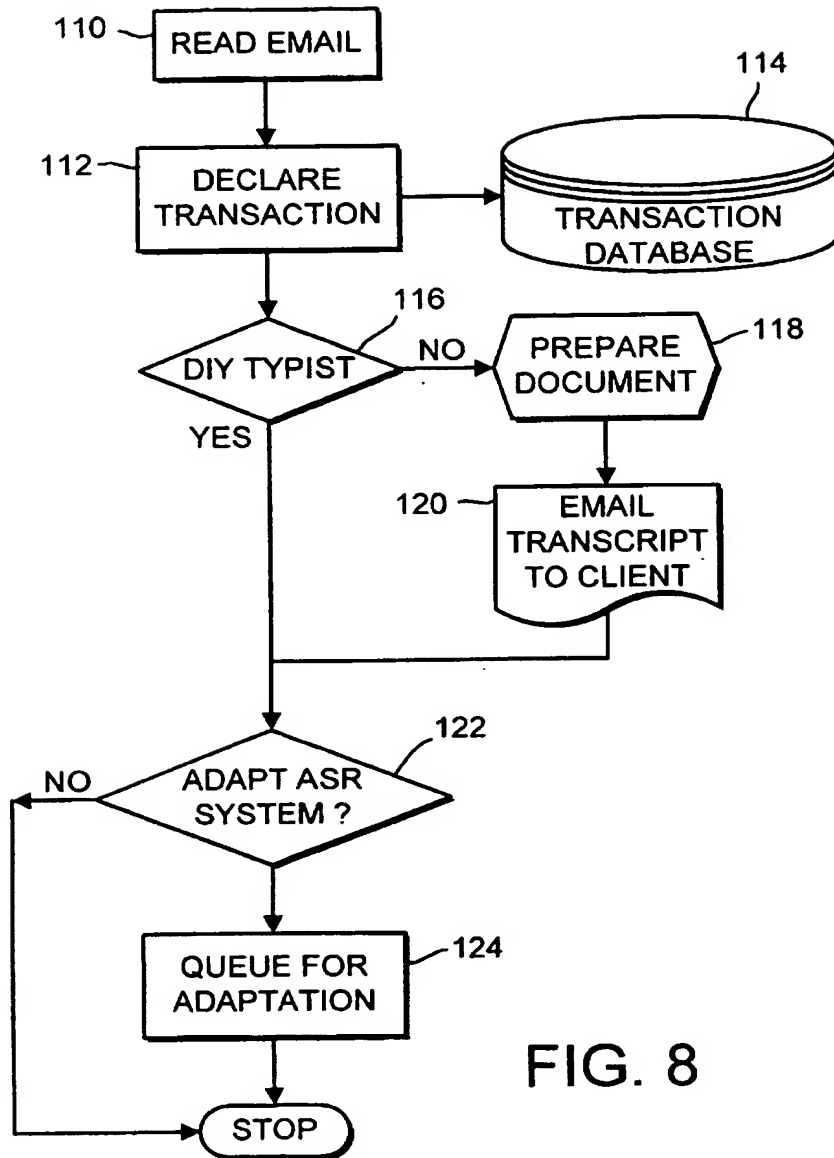 110
READ EMAIL
114
112
DECLARE
TRANSACTION
TRANSACTION
DATABASE
116
118
DIY TYPIST
NO
PREPARE
DOCUMENT
YES
120
EMAIL
TRANSCRIPT
TO CLIENT
122
NO
ADAPT ASR
SYSTEM ?
124
QUEUE FOR
ADAPTATION
FIG. 8
STOP